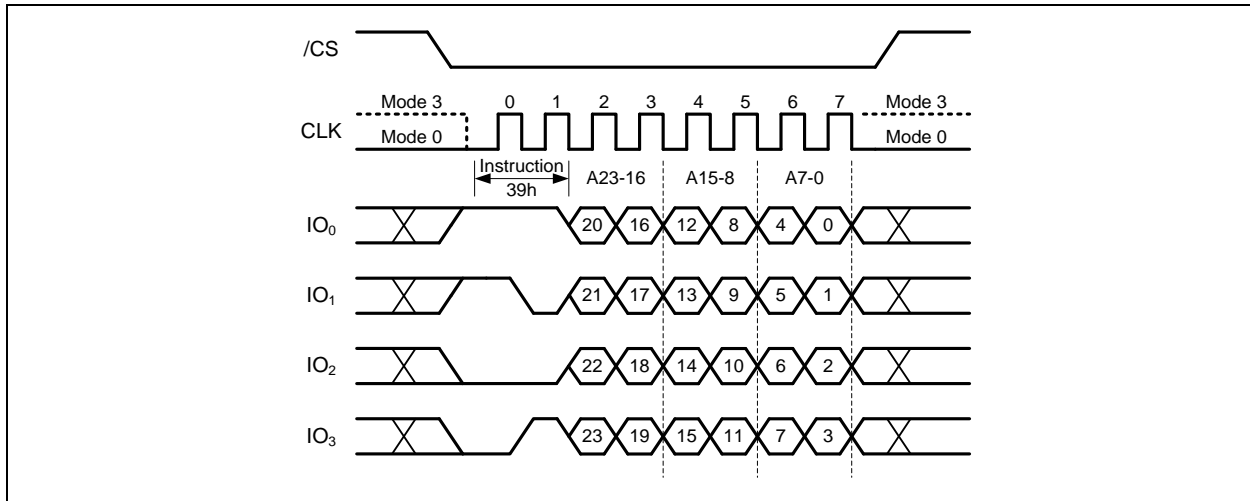 /CS
Mode 3 0 1 2 3 4 5 6 7 Mode 3
CLK Mode 0 Mode 0
Instruction
39h A23-16 A15-8 A7-0
IO0 20 16 12 8 4 0
IO1 21 17 13 9 5 1
IO2 22 18 14 10 6 2
IO3 23 19 15 11 7 3